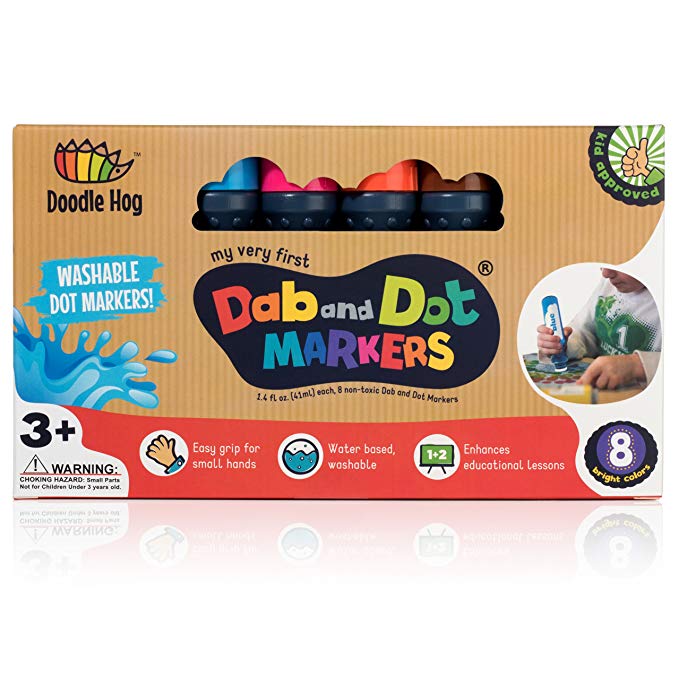 ™
Doodle Hog
kid approved
my very first
WASHABLE
DOT MARKERS!
Dab and Dot®
MARKERS
1.4 fl oz. (41ml) each, 8 non-toxic Dab and Dot Markers
blue
1
3+
Easy grip for
small hands
Water based,
washable
1+2
Enhances
educational lessons
8
bright colors
! WARNING:
CHOKING HAZARD: Small Parts
Not for Children Under 3 years old.